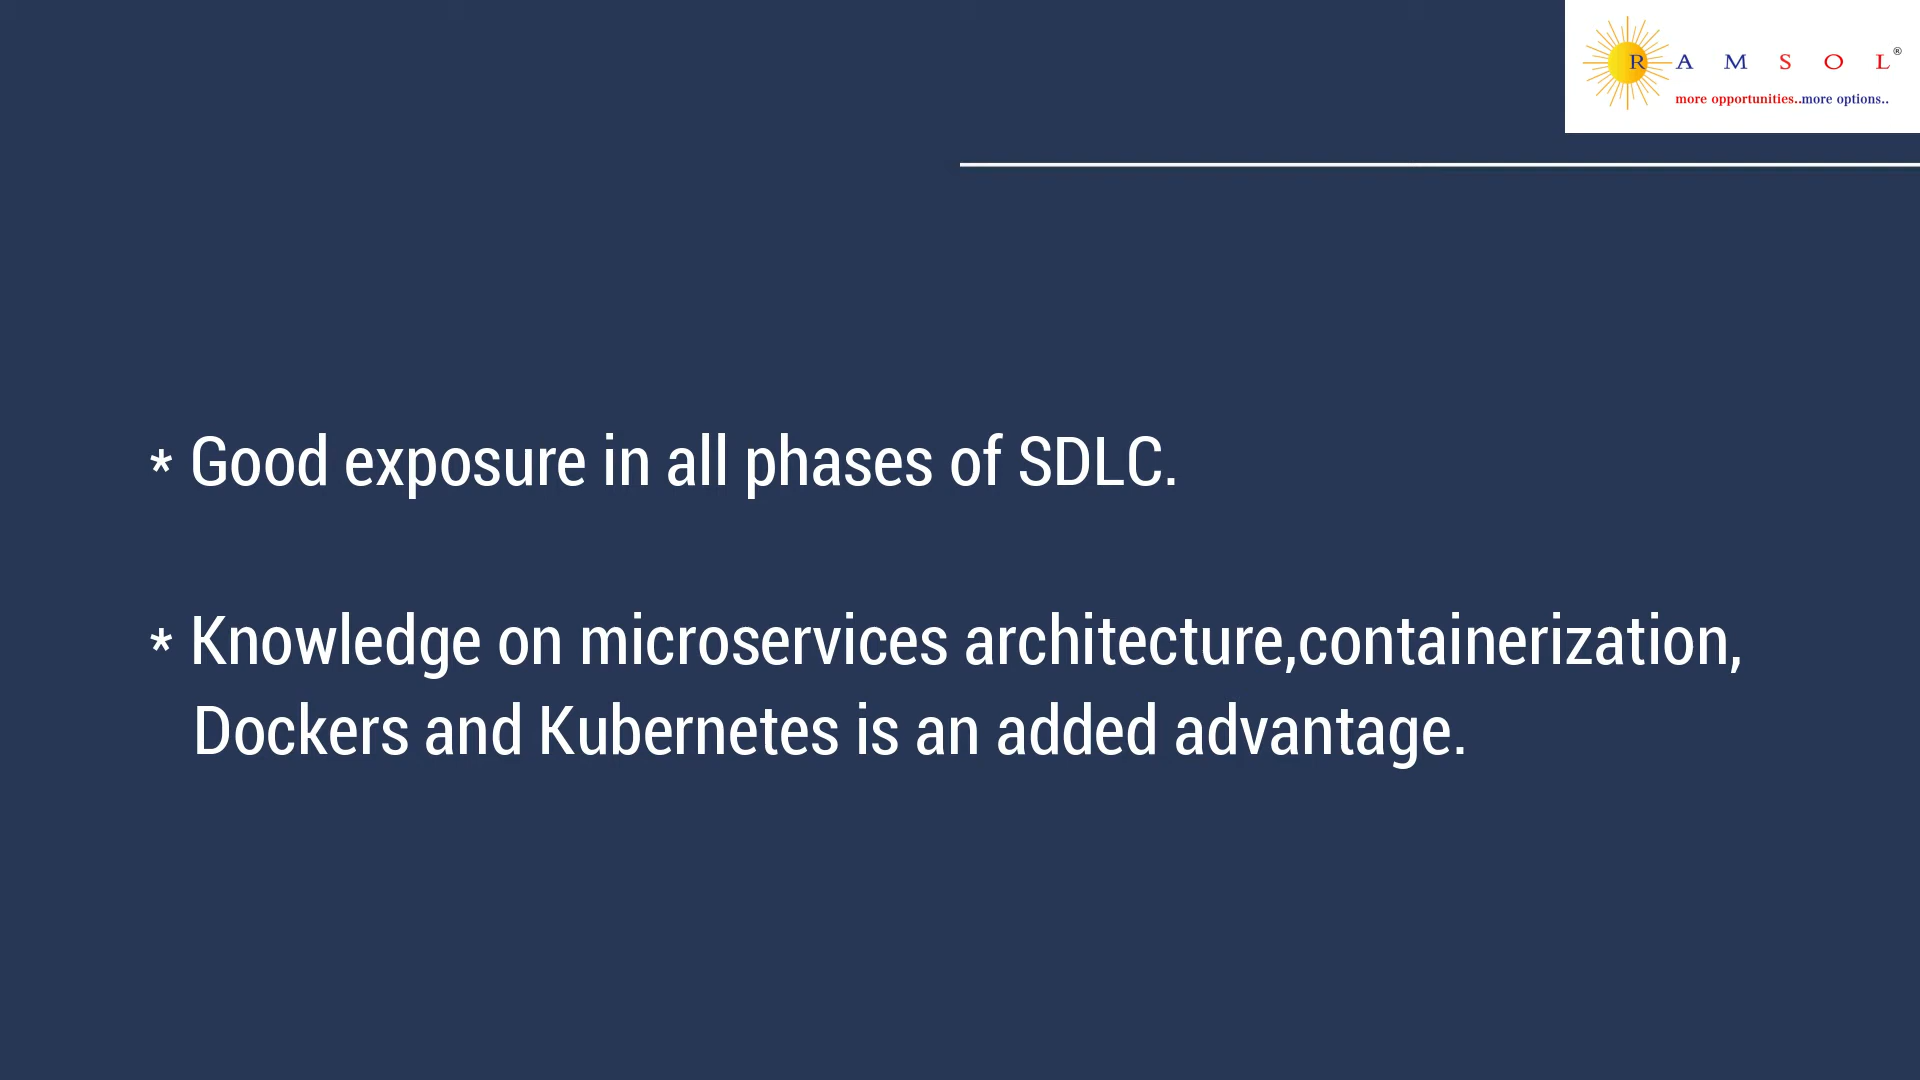 R A M S O L ®
more opportunities..more options..
* Good exposure in all phases of SDLC.
* Knowledge on microservices architecture,containerization,
Dockers and Kubernetes is an added advantage.